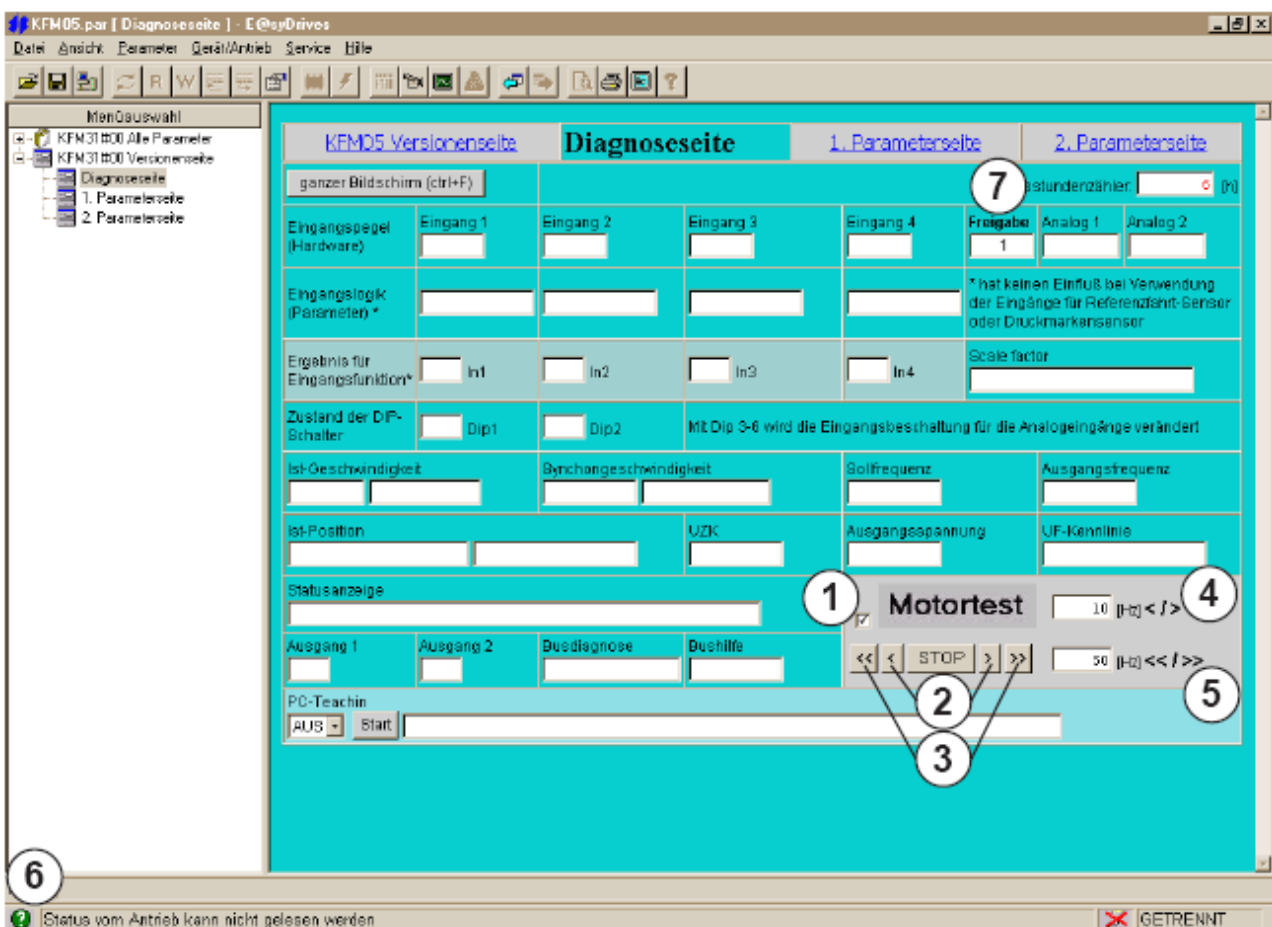 KFM05.par [ Diagnoseseite ] - E@syDrives
Datei Ansicht Parameter Gerät/Antrieb Service Hilfe
R W
Menüauswahl
KFM31#00 Alle Parameter
KFM31#00 Versionenseite
Diagnoseseite
1. Parameterseite
2. Parameterseite
KFM05 Versionenseite Diagnoseseite 1. Parameterseite 2. Parameterseite
ganzer Bildschirm (ctrl+F) 7 sstundenzähler: 6 [h]
Eingangspegel (Hardware) Eingang 1 Eingang 2 Eingang 3 Eingang 4 Freigabe Analog 1 Analog 2
1
Eingangslogik (Parameter) *
* hat keinen Einfluß bei Verwendung
der Eingänge für Referenzfahrt-Sensor
oder Druckmarkensensor
Ergebnis für Eingangsfunktion* In1 In2 In3 In4 Scale factor
Zustand der DIP-Schalter Dip1 Dip2 Mit Dip 3-6 wird die Eingangsbeschaltung für die Analogeingänge verändert
Ist-Geschwindigkeit Synchongeschwindigkeit Sollfrequenz Ausgangsfrequenz
Ist-Position UZK Ausgangsspannung UF-Kennlinie
Statusanzeige
1 Motortest 10 [Hz] < / > 4
Ausgang 1 Ausgang 2 Busdiagnose Bushilfe
<< < STOP > >> 50 [Hz] << / >>
2 5
PC-Teachin
AUS Start
3
6
Status vom Antrieb kann nicht gelesen werden GETRENNT